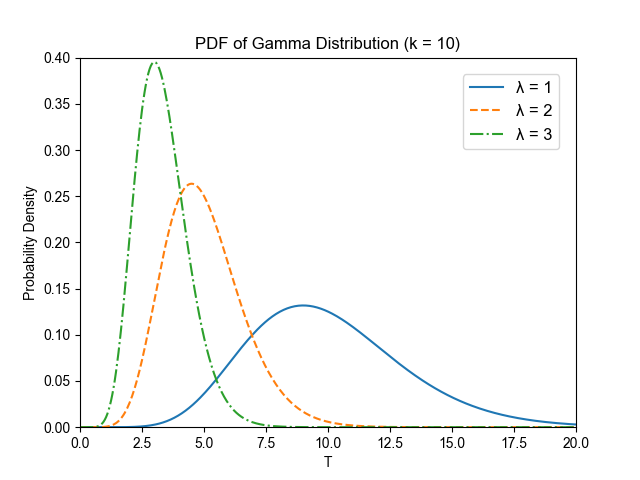 PDF of Gamma Distribution (k = 10)
λ = 1
λ = 2
λ = 3
Probability Density
0.40
0.35
0.30
0.25
0.20
0.15
0.10
0.05
0.00
0.0 2.5 5.0 7.5 10.0 12.5 15.0 17.5 20.0
T